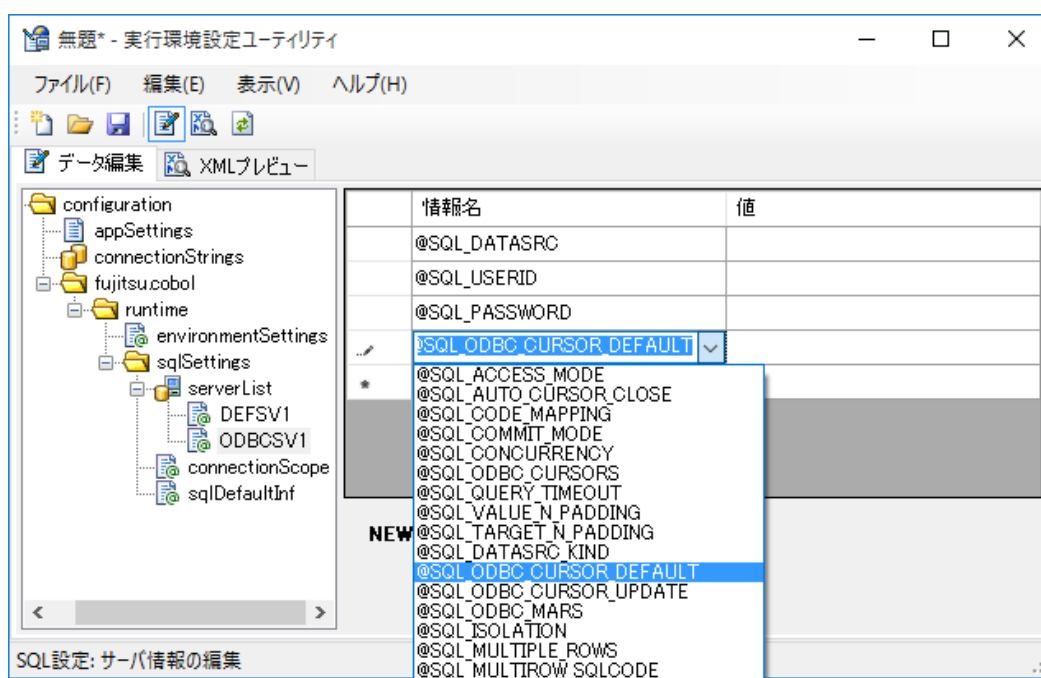 無題* - 実行環境設定ユーティリティ
ファイル(F) 編集(E) 表示(V) ヘルプ(H)
データ編集 XMLプレビュー
configuration
appSettings
connectionStrings
fujitsu.cobol
runtime
environmentSettings
sqlSettings
serverList
DEFSV1
ODBCSV1
connectionScope
sqlDefaultInf
情報名 値
@SQL_DATASRC
@SQL_USERID
@SQL_PASSWORD
@SQL_ODBC_CURSOR_DEFAULT
@SQL_ACCESS_MODE
@SQL_AUTO_CURSOR_CLOSE
@SQL_CODE_MAPPING
@SQL_COMMIT_MODE
@SQL_CONCURRENCY
@SQL_ODBC_CURSORS
@SQL_QUERY_TIMEOUT
@SQL_VALUE_N_PADDING
@SQL_TARGET_N_PADDING
@SQL_DATASRC_KIND
@SQL_ODBC_CURSOR_DEFAULT
@SQL_ODBC_CURSOR_UPDATE
@SQL_ODBC_MARS
@SQL_ISOLATION
@SQL_MULTIPLE_ROWS
@SQL_MULTIROW_SQLCODE
NEW
SQL設定: サーバ情報の編集